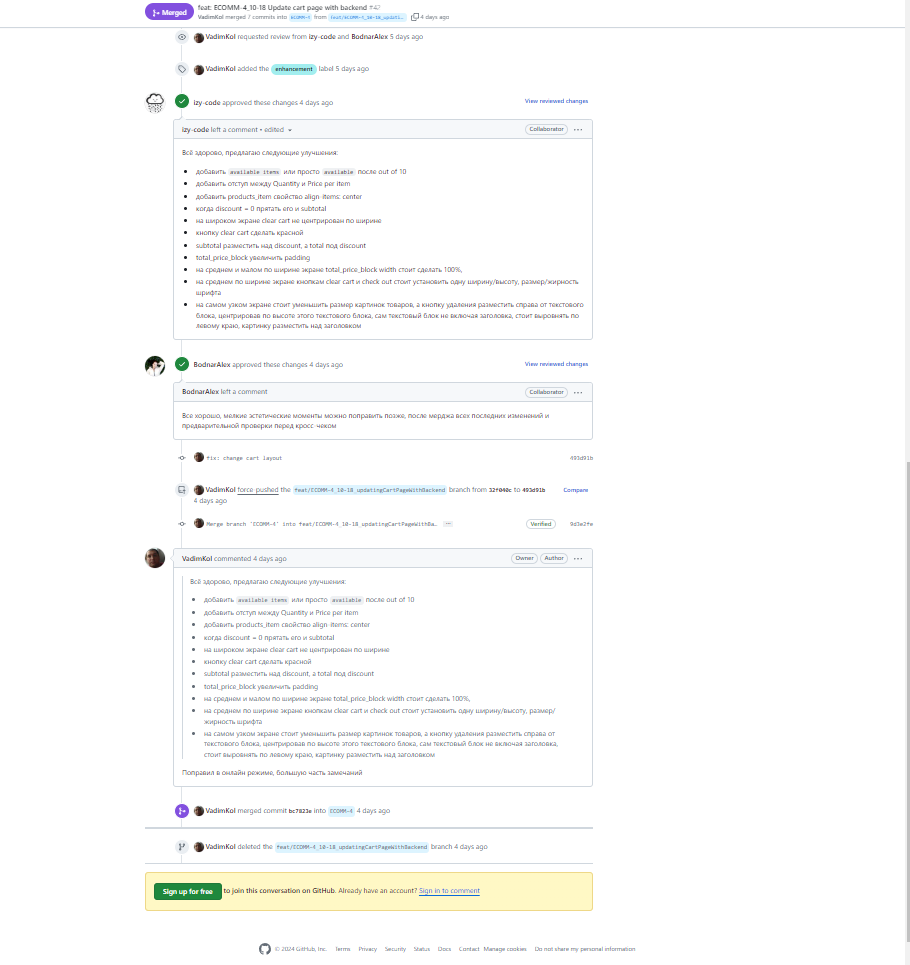 Merged
feat: ECOMM-4_10-18 Update cart page with backend #47
VadimKol merged 7 commits into ECOMM-4 from feat/ECOMM-4_10-18_updati… 4 days ago
VadimKol requested review from izy-code and BodnarAlex 5 days ago
VadimKol added the enhancement label 5 days ago
izy-code approved these changes 4 days ago View reviewed changes
izy-code left a comment • edited Collaborator
Всё здорово, предлагаю следующие улучшения:
добавить available items или просто available после out of 10
добавить отступ между Quantity и Price per item
добавить products_item свойство align-items: center
когда discount = 0 прятать его и subtotal
на широком экране clear cart не центрирован по ширине
кнопку clear cart сделать красной
subtotal разместить над discount, а total под discount
total_price_block увеличить padding
на среднем и малом по ширине экране total_price_block width стоит сделать 100%,
на среднем по ширине экране кнопкам clear cart и check out стоит установить одну ширину/высоту, размер/жирность
шрифта
на самом узком экране стоит уменьшить размер картинок товаров, а кнопку удаления разместить справа от текстового
блока, центрировав по высоте этого текстового блока, сам текстовый блок не включая заголовка, стоит выровнять по
левому краю, картинку разместить над заголовком
BodnarAlex approved these changes 4 days ago View reviewed changes
BodnarAlex left a comment Collaborator
Все хорошо, мелкие эстетические моменты можно поправить позже, после мерджа всех последних изменений и
предварительной проверки перед кросс-чеком
fix: change cart layout 493d91b
VadimKol force-pushed the feat/ECOMM-4_10-18_updatingCartPageWithBackend branch from 32f040c to 493d91b Compare
4 days ago
Merge branch 'ECOMM-4' into feat/ECOMM-4_10-18_updatingCartPageWithBa… Verified 9d3e2fe
VadimKol commented 4 days ago Owner Author
Всё здорово, предлагаю следующие улучшения:
добавить available items или просто available после out of 10
добавить отступ между Quantity и Price per item
добавить products_item свойство align-items: center
когда discount = 0 прятать его и subtotal
на широком экране clear cart не центрирован по ширине
кнопку clear cart сделать красной
subtotal разместить над discount, а total под discount
total_price_block увеличить padding
на среднем и малом по ширине экране total_price_block width стоит сделать 100%,
на среднем по ширине экране кнопкам clear cart и check out стоит установить одну ширину/высоту, размер/
жирность шрифта
на самом узком экране стоит уменьшить размер картинок товаров, а кнопку удаления разместить справа от
текстового блока, центрировав по высоте этого текстового блока, сам текстовый блок не включая заголовка,
стоит выровнять по левому краю, картинку разместить над заголовком
Поправил в онлайн режиме, большую часть замечаний
VadimKol merged commit bc7823e into ECOMM-4 4 days ago
VadimKol deleted the feat/ECOMM-4_10-18_updatingCartPageWithBackend branch 4 days ago
Sign up for free to join this conversation on GitHub. Already have an account? Sign in to comment
© 2024 GitHub, Inc. Terms Privacy Security Status Docs Contact Manage cookies Do not share my personal information